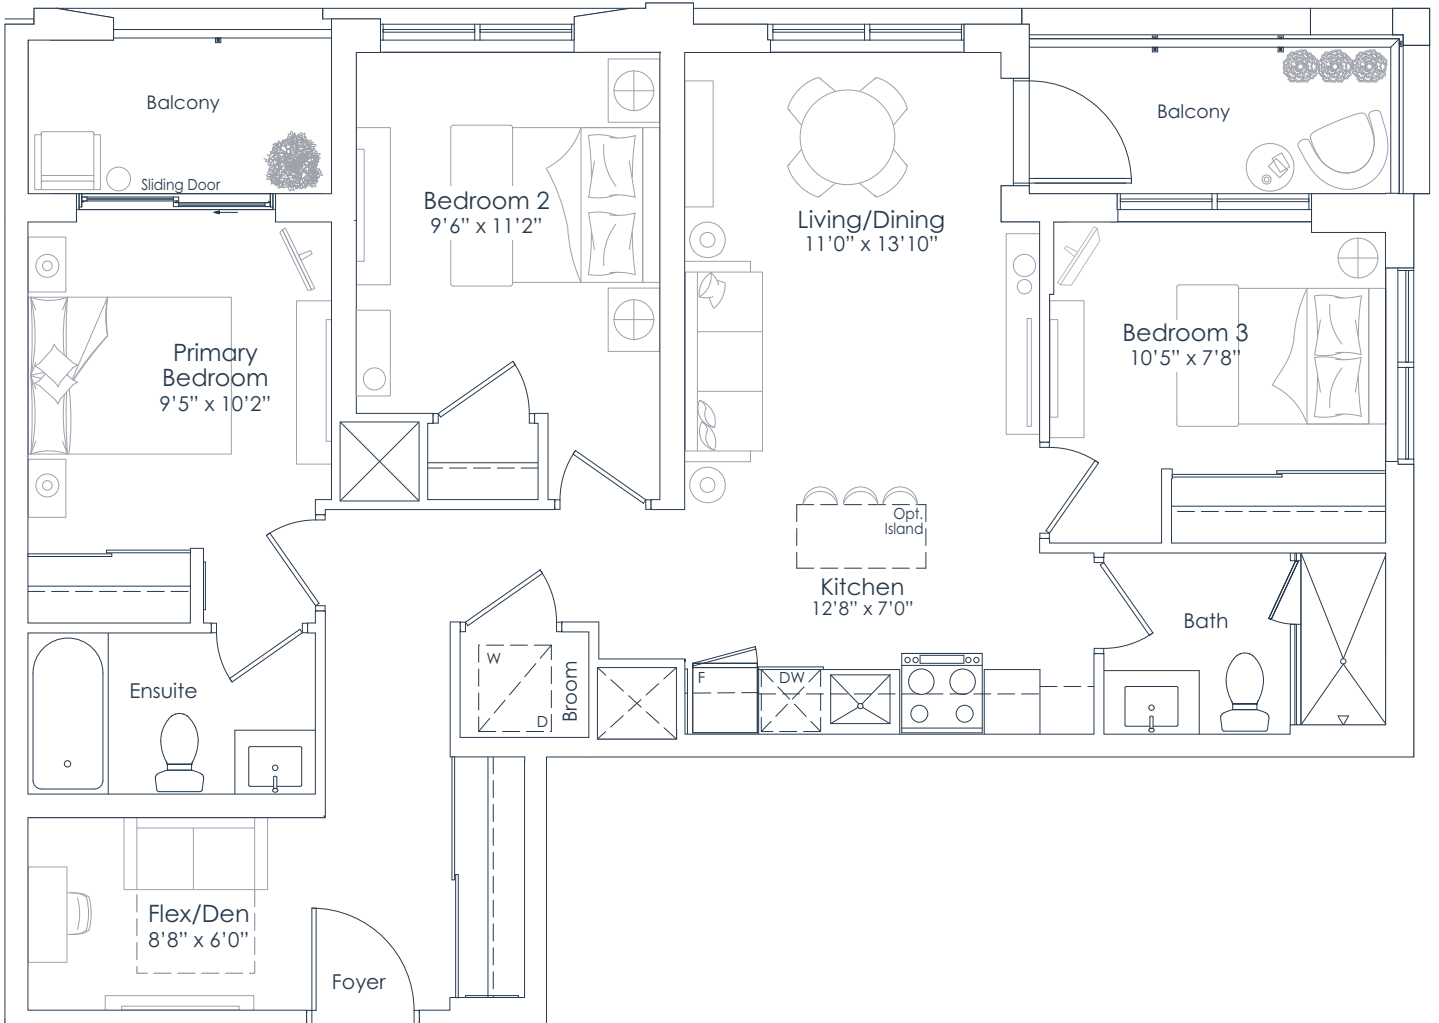 Balcony
Sliding Door
Balcony
Bedroom 2
9’6” x 11’2”
Living/Dining
11’0” x 13’10”
Primary
Bedroom
9’5” x 10’2”
Bedroom 3
10’5” x 7’8”
Opt.
Island
Kitchen
12’8” x 7’0”
Bath
Ensuite
W
D
Broom
F
DW
Flex/Den
8’8” x 6’0”
Foyer